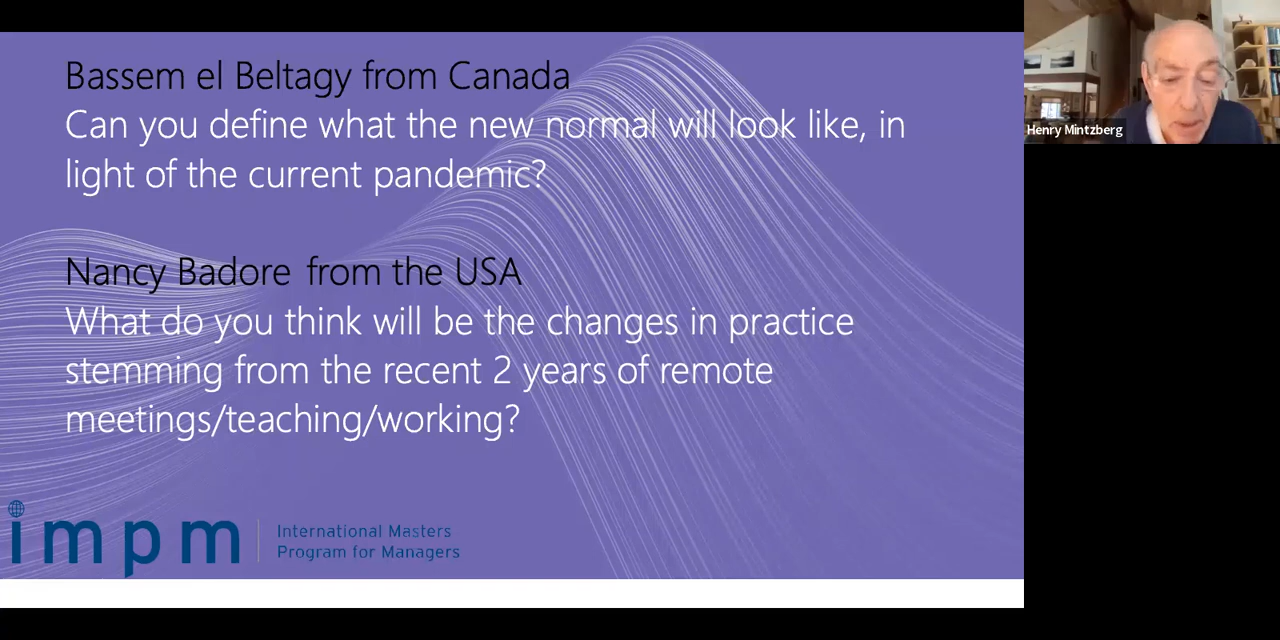 Bassem el Beltagy from Canada
Can you define what the new normal will look like, in
light of the current pandemic?
Nancy Badore from the USA
What do you think will be the changes in practice
stemming from the recent 2 years of remote
meetings/teaching/working?
impm
International Masters
Program for Managers
Henry Mintzberg